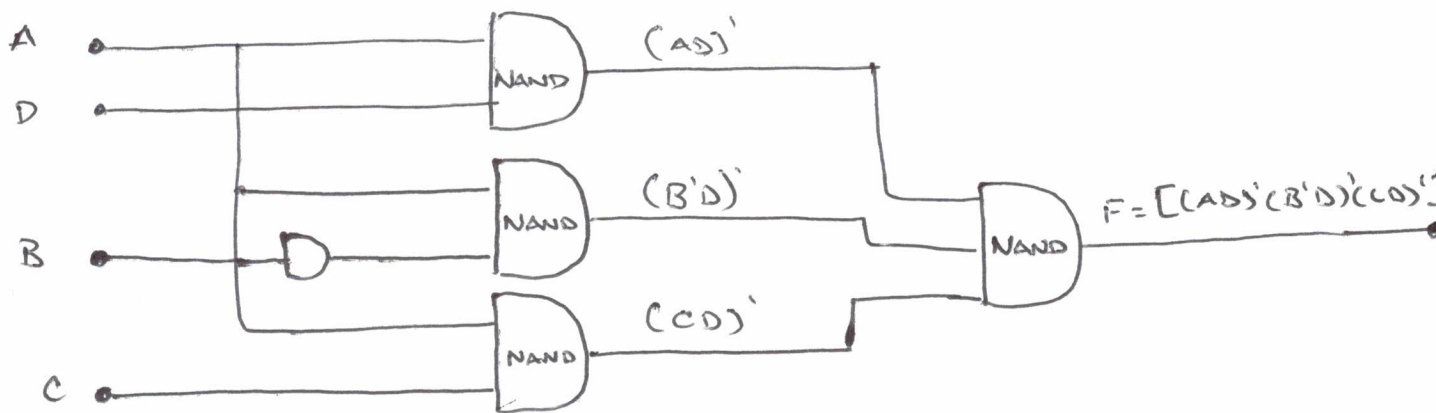 A
D
B
C
NAND
NAND
NAND
NAND
(AD)'
(B'D)'
(CD)'
F = [(AD)'(B'D)'(CD)']